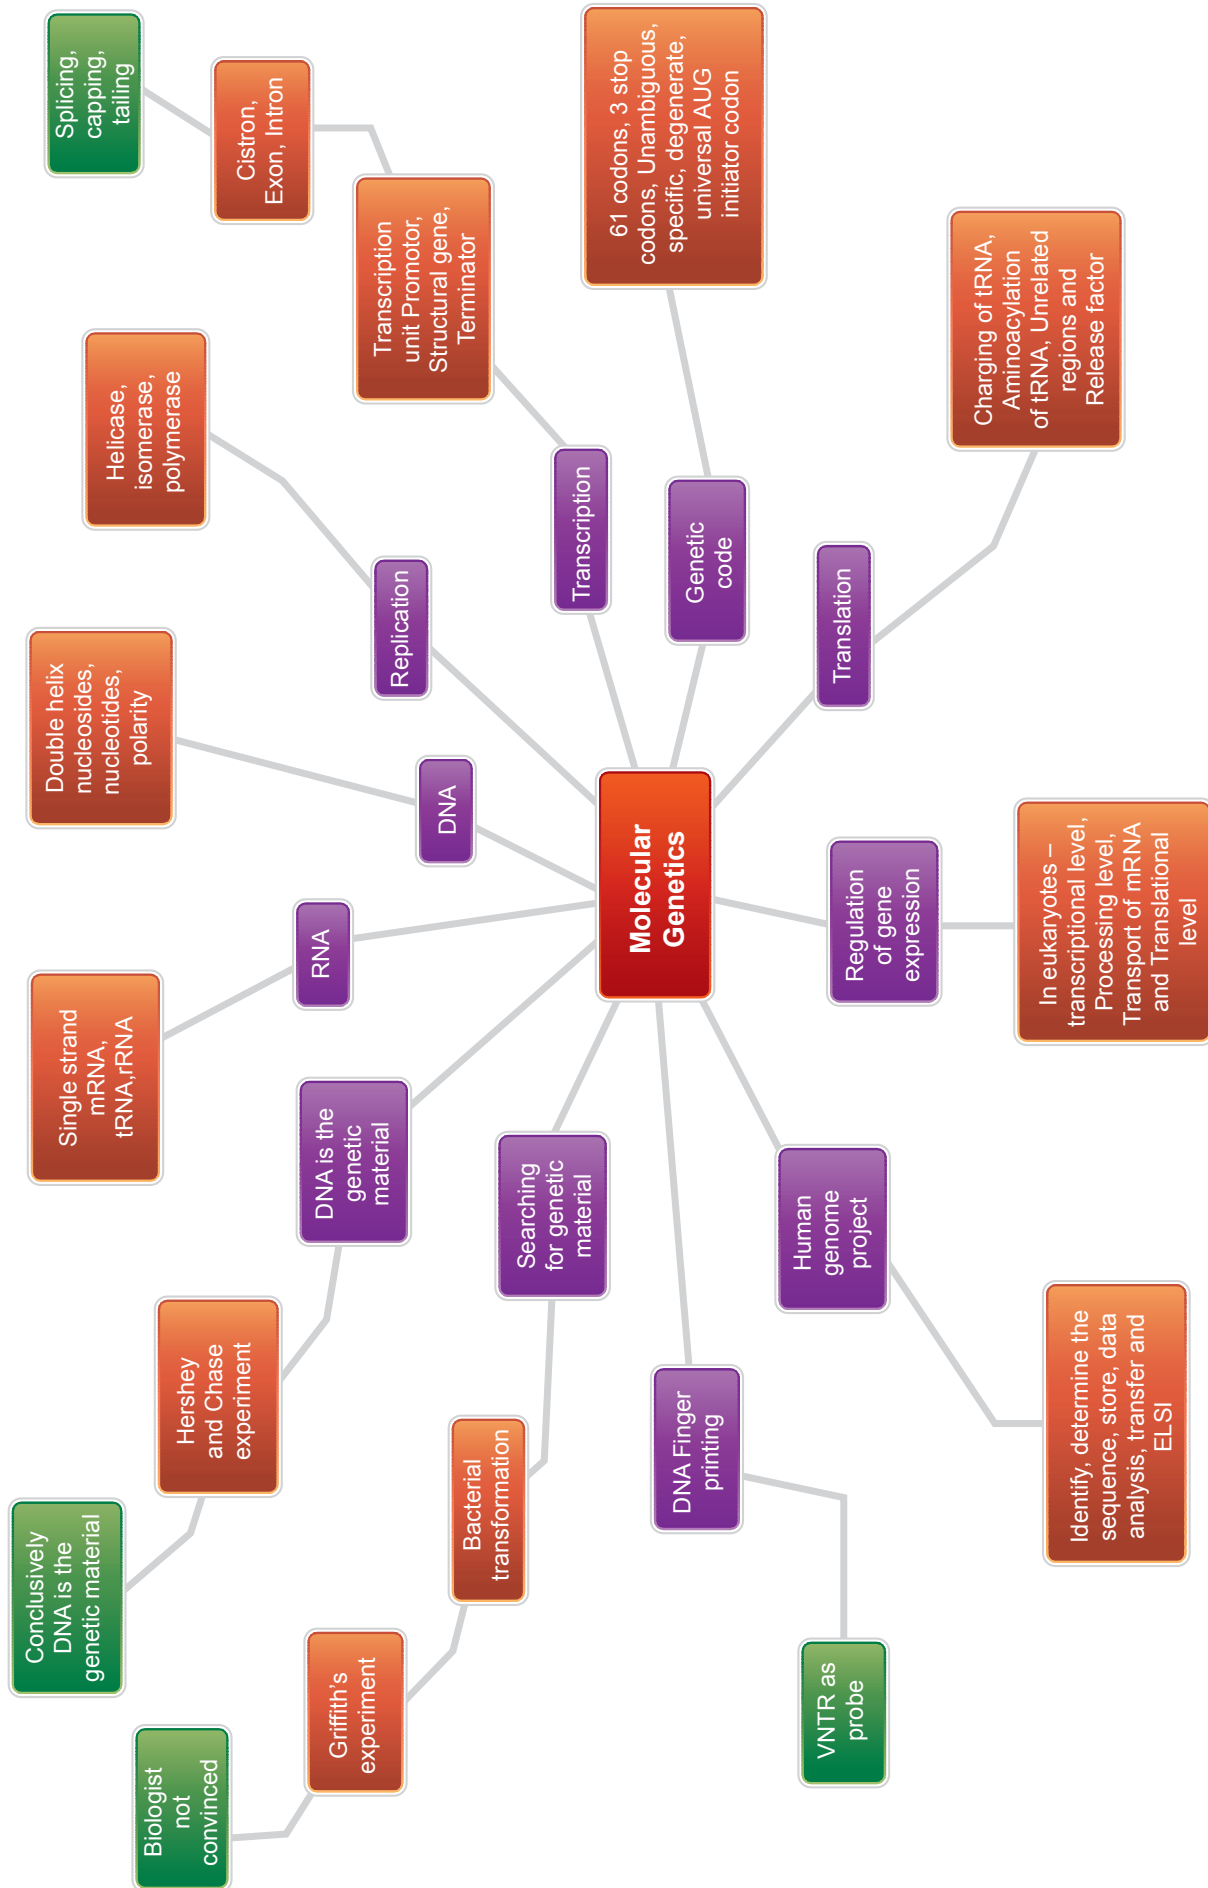 Conclusively
DNA is the
genetic material
Hershey
and Chase
experiment
DNA is the
genetic
material
Biologist
not
convinced
Griffith's
experiment
Bacterial
transformation
Searching
for genetic
material
Single strand
mRNA,
tRNA,rRNA
RNA
Double helix
nucleosides,
nucleotides,
polarity
DNA
Helicase,
isomerase,
polymerase
Replication
Splicing,
capping,
tailing
Cistron,
Exon, Intron
Transcription
unit Promotor,
Structural gene,
Terminator
Transcription
Molecular
Genetics
61 codons, 3 stop
codons, Unambiguous,
specific, degenerate,
universal AUG
initiator codon
Genetic
code
Charging of tRNA,
Aminoacylation
of tRNA, Unrelated
regions and
Release factor
Translation
Regulation
of gene
expression
In eukaryotes –
transcriptional level,
Processing level,
Transport of mRNA
and Translational
level
Human
genome
project
Identify, determine the
sequence, store, data
analysis, transfer and
ELSI
DNA Finger
printing
VNTR as
probe